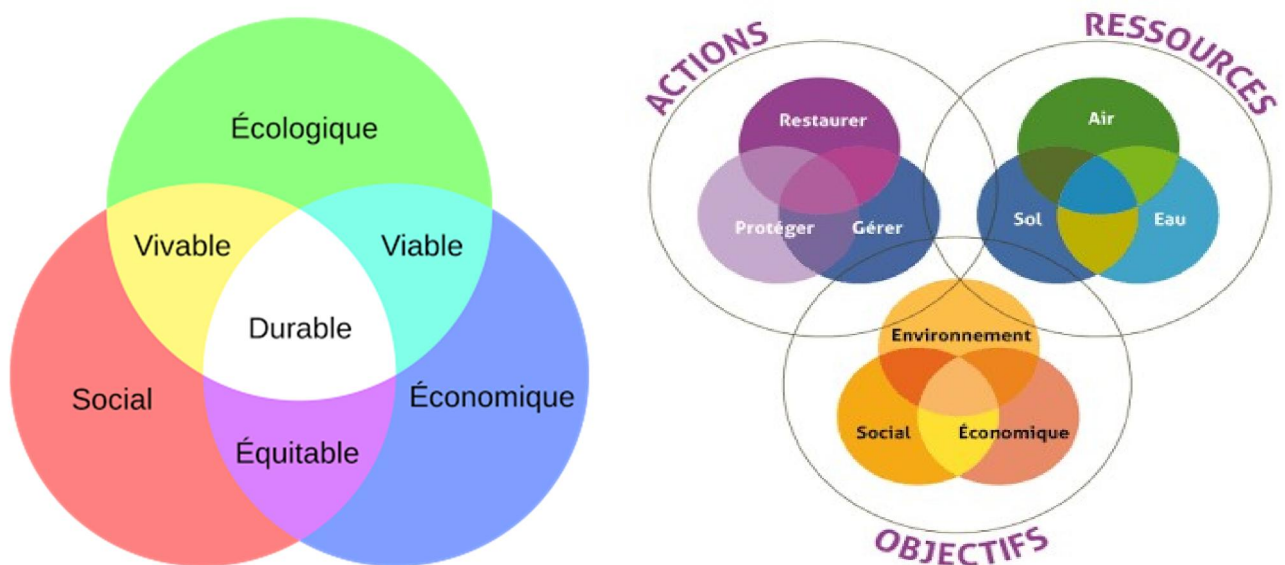 Écologique
Vivable
Viable
Durable
Social
Économique
Équitable
ACTIONS
RESSOURCES
Restaurer
Protéger
Gérer
Air
Sol
Eau
Environnement
Social
Économique
OBJECTIFS